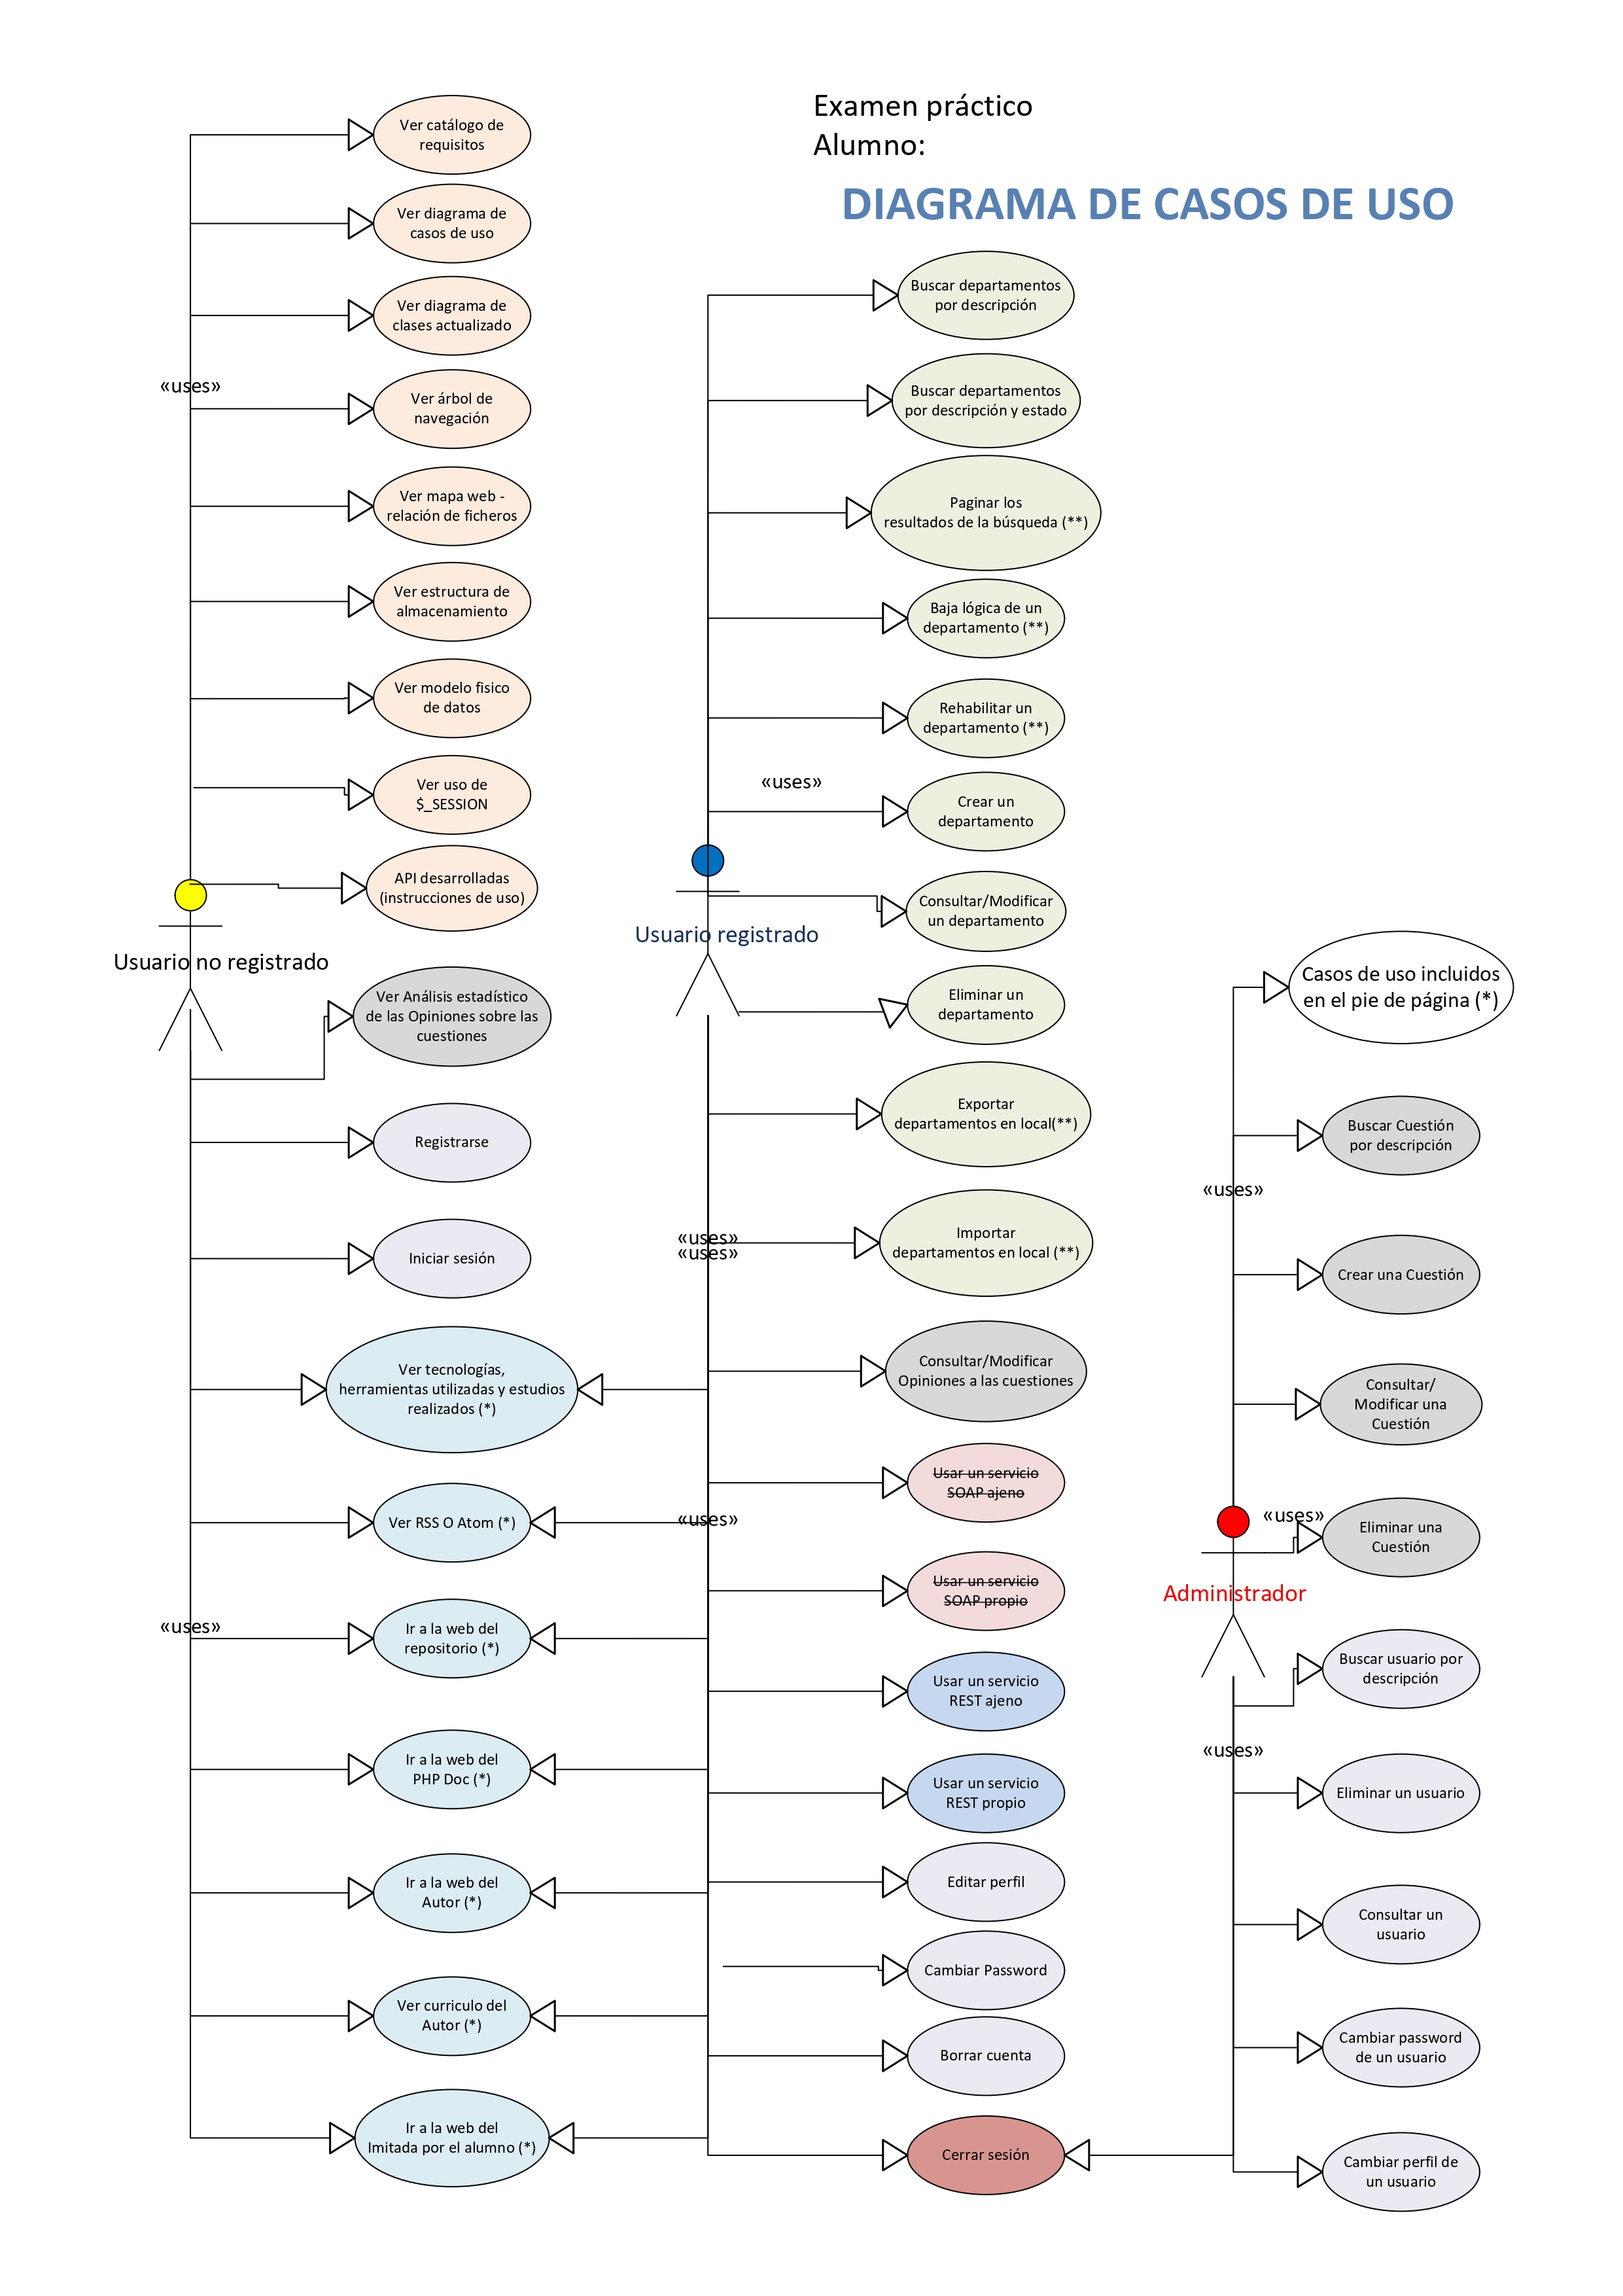 Examen práctico
Alumno:
DIAGRAMA DE CASOS DE USO
Ver catálogo de
requisitos
Ver diagrama de
casos de uso
Ver diagrama de
clases actualizado
«uses»
Ver árbol de
navegación
Ver mapa web -
relación de ficheros
Ver estructura de
almacenamiento
Ver modelo fisico
de datos
Ver uso de
$_SESSION
API desarrolladas
(instrucciones de uso)
Usuario no registrado
Ver Análisis estadístico
de las Opiniones sobre las
cuestiones
Registrarse
Iniciar sesión
Ver tecnologías,
herramientas utilizadas y estudios
realizados (*)
Ver RSS O Atom (*)
«uses»
Ir a la web del
repositorio (*)
Ir a la web del
PHP Doc (*)
Ir a la web del
Autor (*)
Ver curriculo del
Autor (*)
Ir a la web del
Imitada por el alumno (*)
Buscar departamentos
por descripción
Buscar departamentos
por descripción y estado
Paginar los
resultados de la búsqueda (**)
Baja lógica de un
departamento (**)
Rehabilitar un
departamento (**)
«uses»
Crear un
departamento
Consultar/Modificar
un departamento
Usuario registrado
Eliminar un
departamento
Exportar
departamentos en local(**)
«uses»
«uses»
Importar
departamentos en local (**)
Consultar/Modificar
Opiniones a las cuestiones
Usar un servicio
SOAP ajeno
«uses»
Usar un servicio
SOAP propio
Usar un servicio
REST ajeno
Usar un servicio
REST propio
Editar perfil
Cambiar Password
Borrar cuenta
Cerrar sesión
Casos de uso incluidos
en el pie de página (*)
Buscar Cuestión
por descripción
«uses»
Crear una Cuestión
Consultar/
Modificar una
Cuestión
«uses»
Eliminar una
Cuestión
Administrador
Buscar usuario por
descripción
«uses»
Eliminar un usuario
Consultar un
usuario
Cambiar password
de un usuario
Cambiar perfil de
un usuario